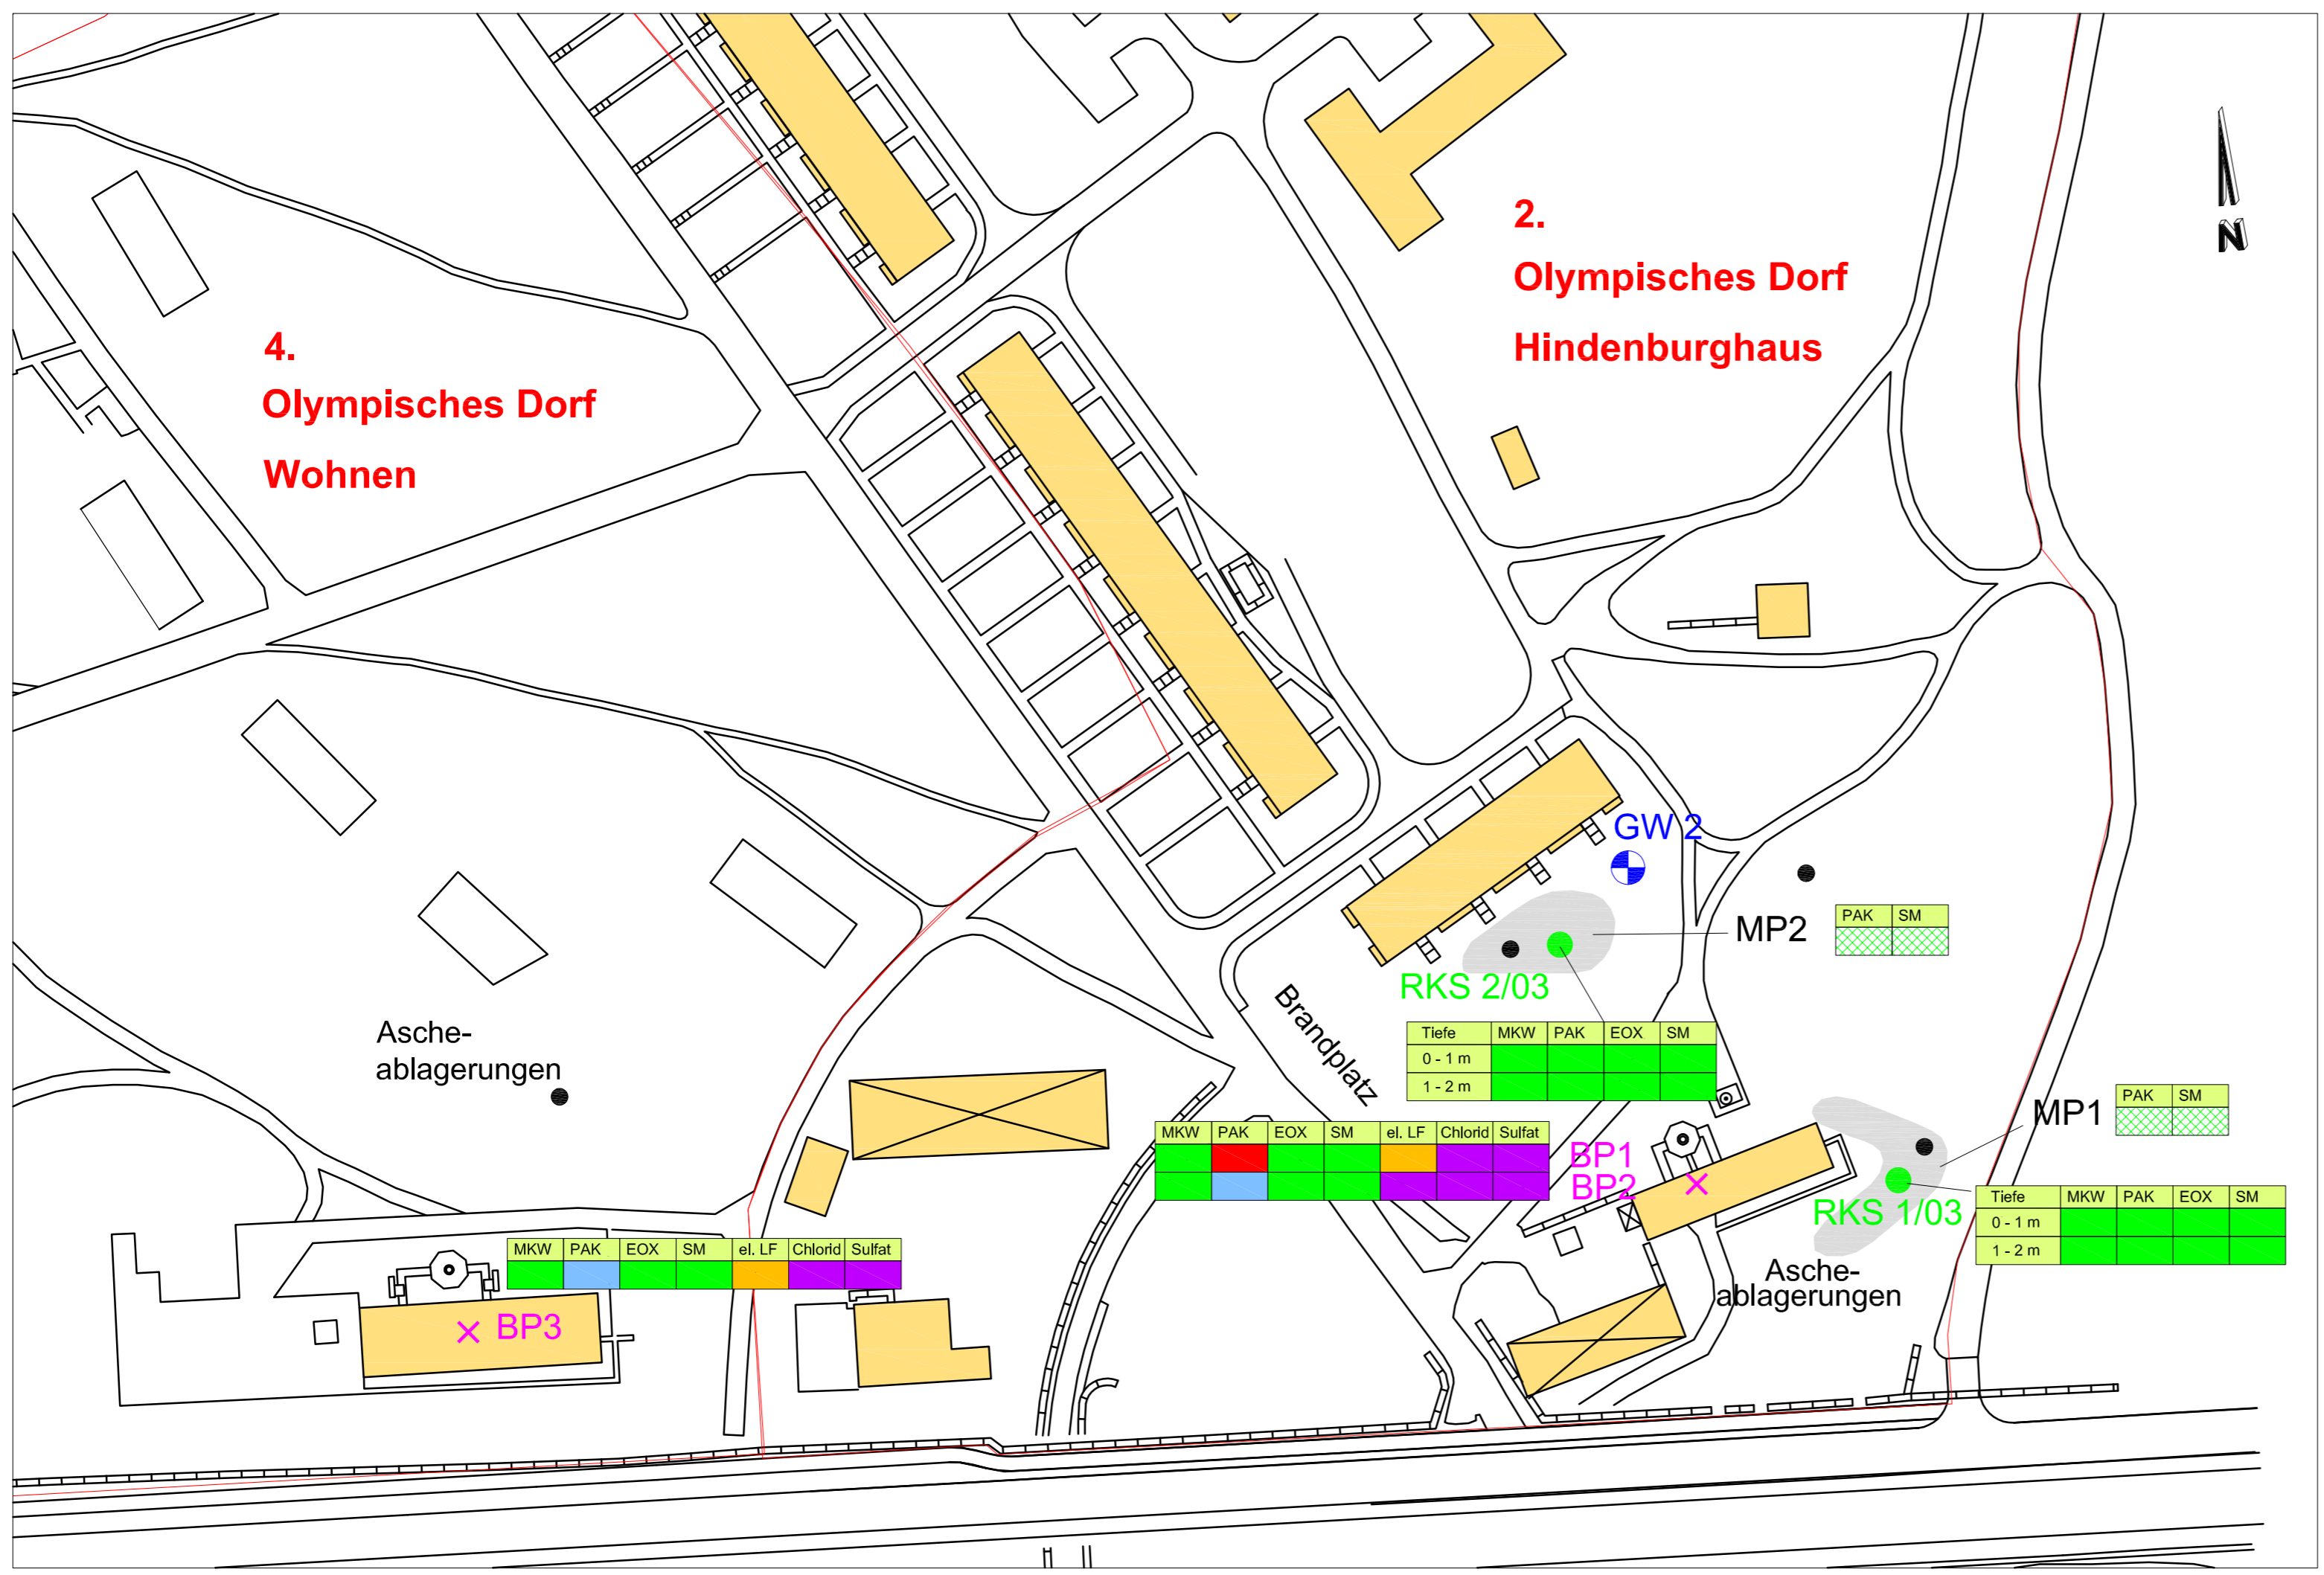 2.
Olympisches Dorf
Hindenburghaus
N
4.
Olympisches Dorf
Wohnen
GW 2
MP2
PAK SM
RKS 2/03
Brandplatz
Tiefe MKW PAK EOX SM
0 - 1 m
1 - 2 m
Asche-
ablagerungen
MP1
PAK SM
MKW PAK EOX SM el. LF Chlorid Sulfat
BP1
BP2
RKS 1/03
Tiefe MKW PAK EOX SM
0 - 1 m
1 - 2 m
Asche-
ablagerungen
MKW PAK EOX SM el. LF Chlorid Sulfat
BP3